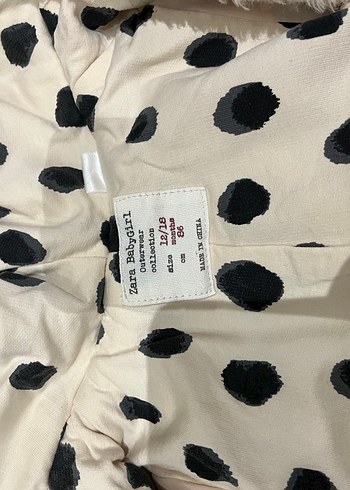 Zara BabyGirl
Outerwear
collection
size 12/18
months
cm 86
MADE IN CHINA